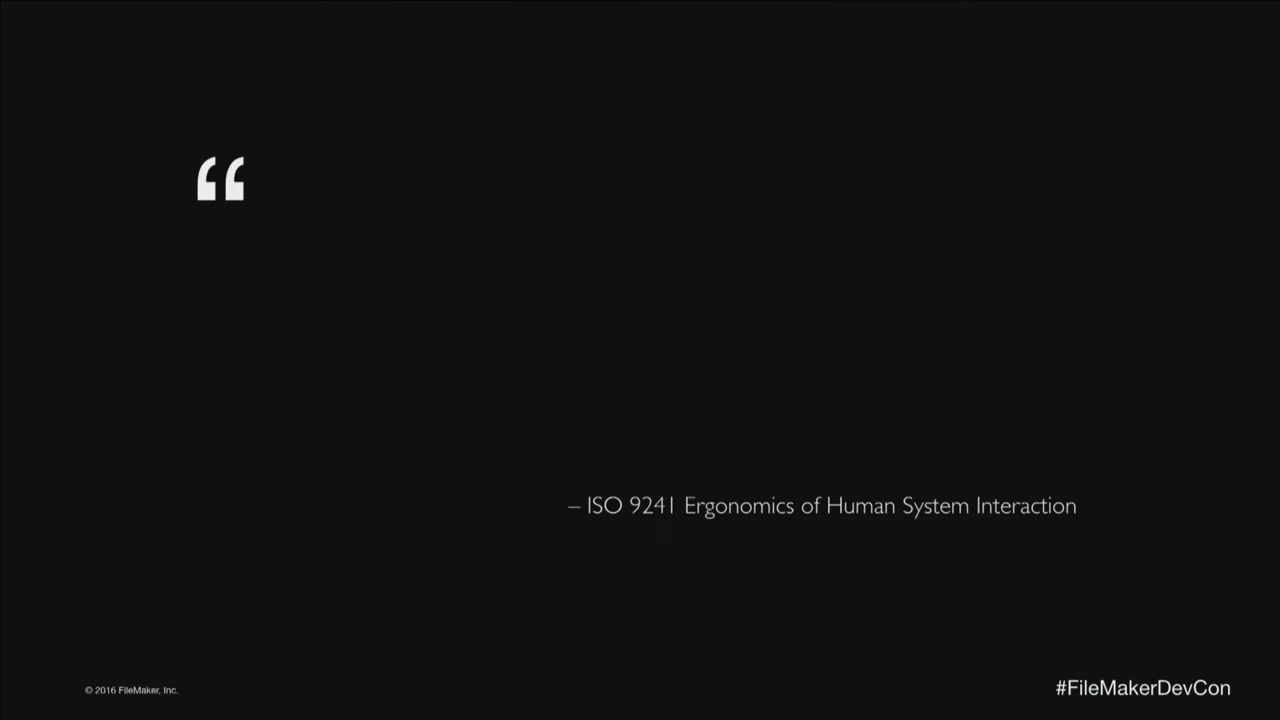 “
– ISO 9241 Ergonomics of Human System Interaction
© 2016 FileMaker, Inc.
#FileMakerDevCon